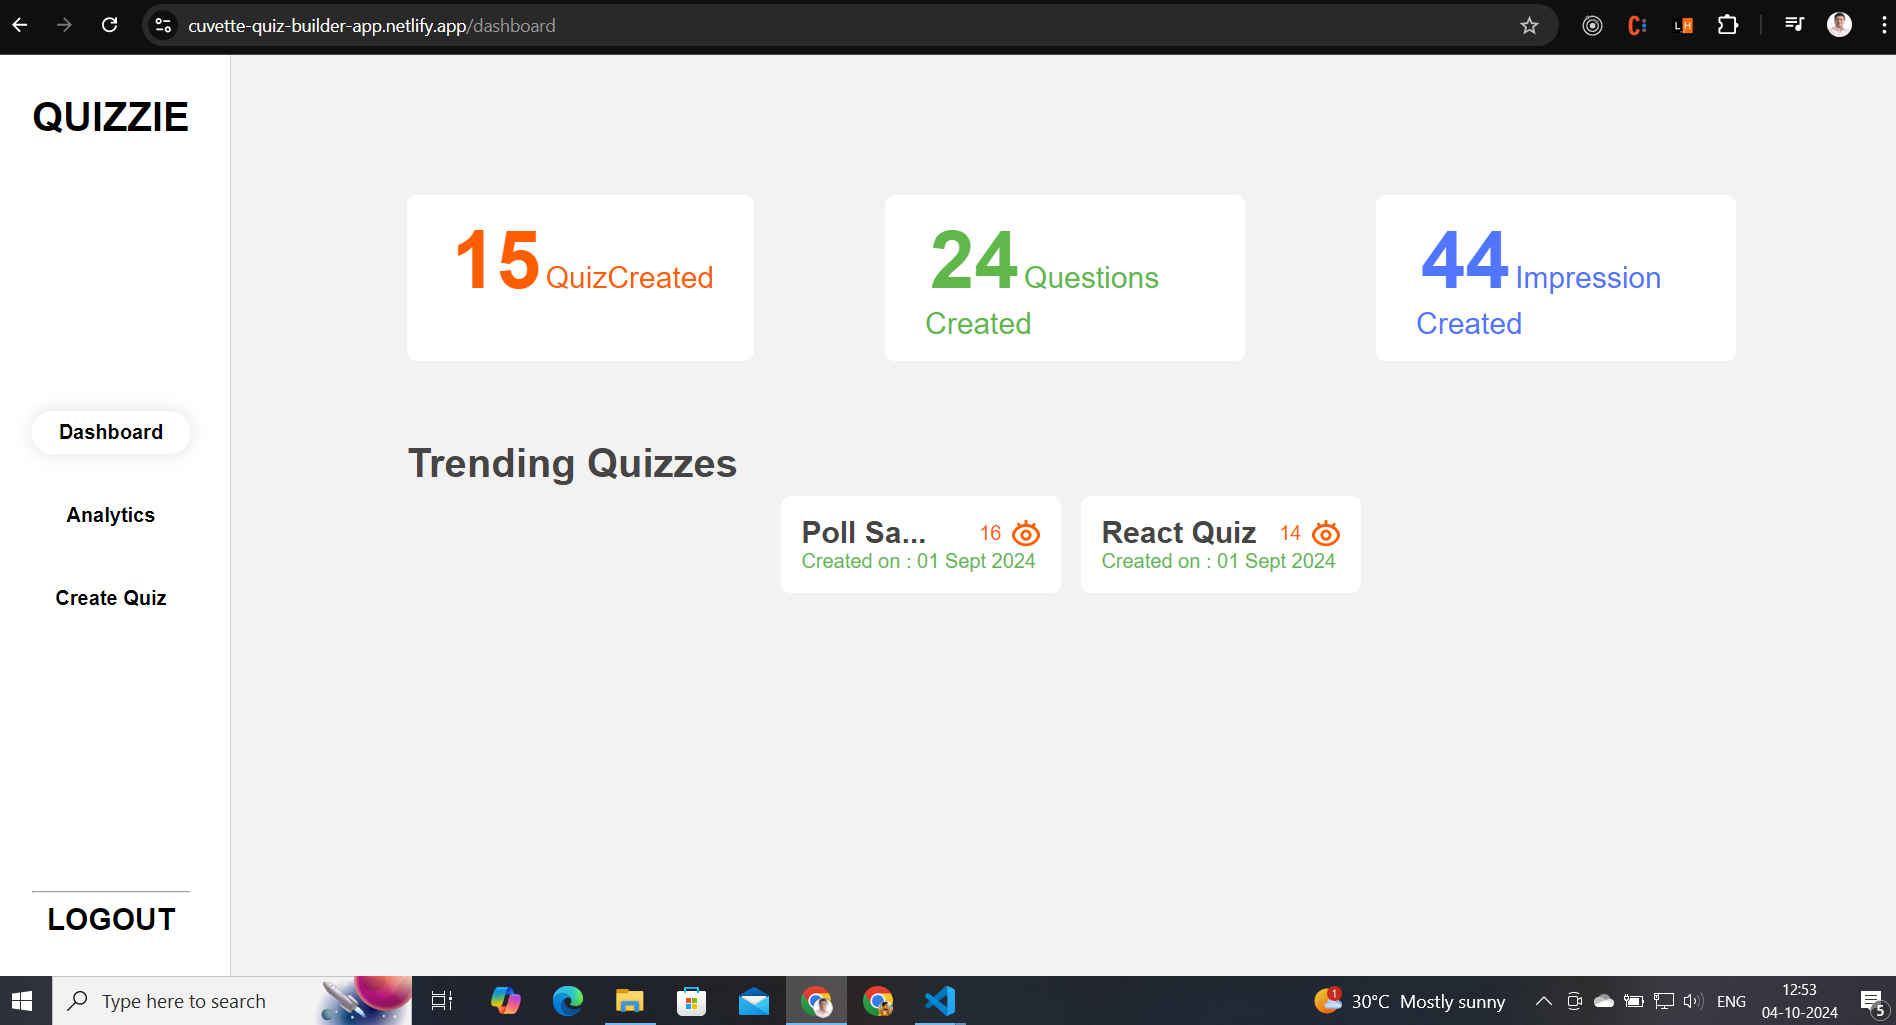 cuvette-quiz-builder-app.netlify.app/dashboard
QUIZZIE
Dashboard
Analytics
Create Quiz
LOGOUT
15 QuizCreated
24 Questions
Created
44 Impression
Created
Trending Quizzes
Poll Sa... 16
Created on : 01 Sept 2024
React Quiz 14
Created on : 01 Sept 2024
Type here to search
1
30°C Mostly sunny
ENG
12:53
04-10-2024
5